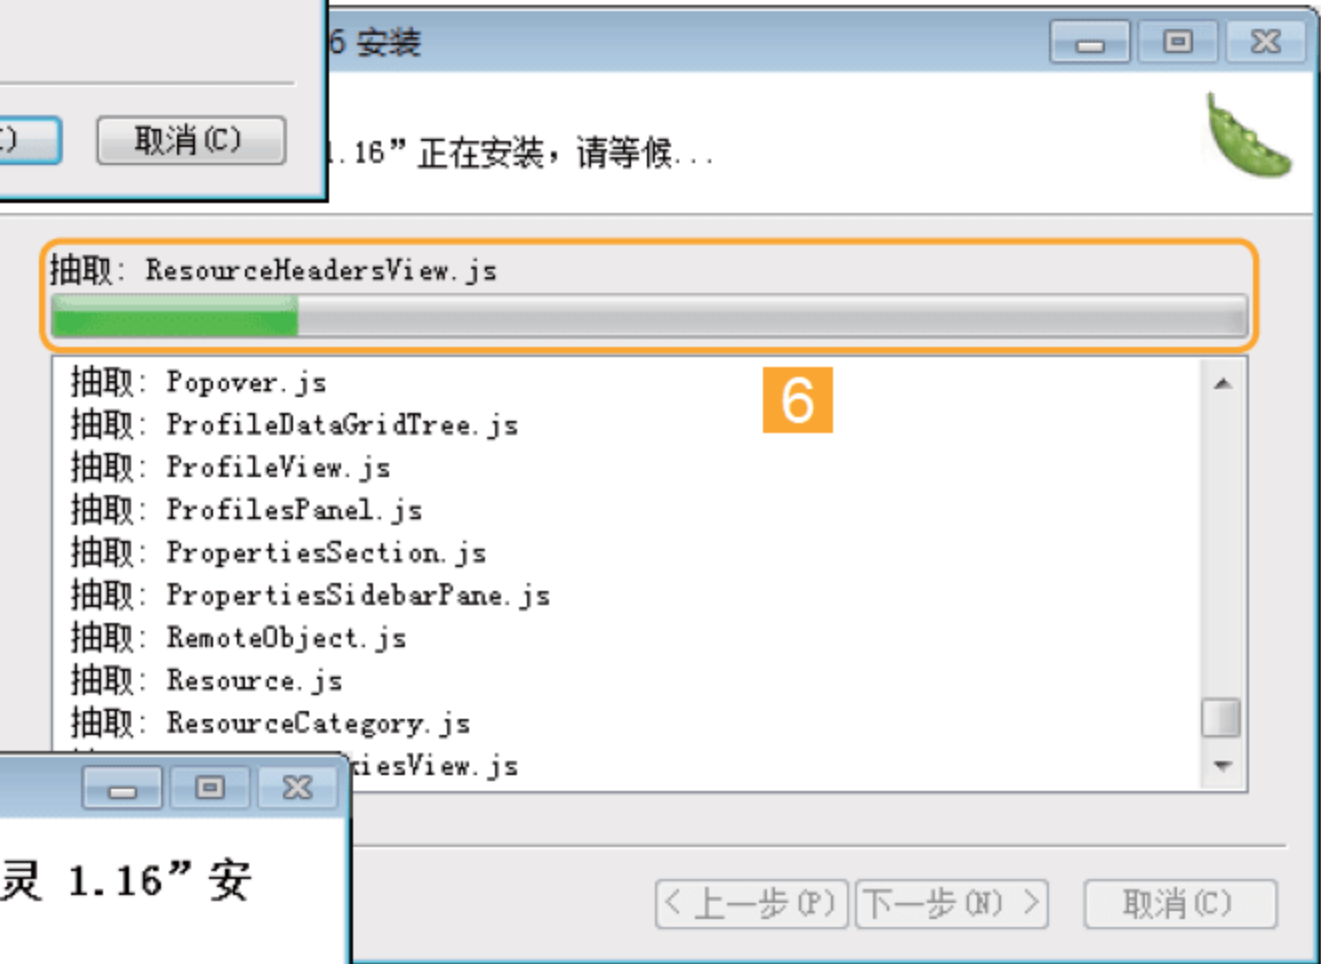 6 安装
取消(C)
1.16”正在安装，请等候...
抽取: ResourceHeadersView.js
6
抽取: Popover.js
抽取: ProfileDataGridTree.js
抽取: ProfileView.js
抽取: ProfilesPanel.js
抽取: PropertiesSection.js
抽取: PropertiesSidebarPane.js
抽取: RemoteObject.js
抽取: Resource.js
抽取: ResourceCategory.js
kiesView.js
灵 1.16”安
< 上一步(P) 下一步(N) > 取消(C)